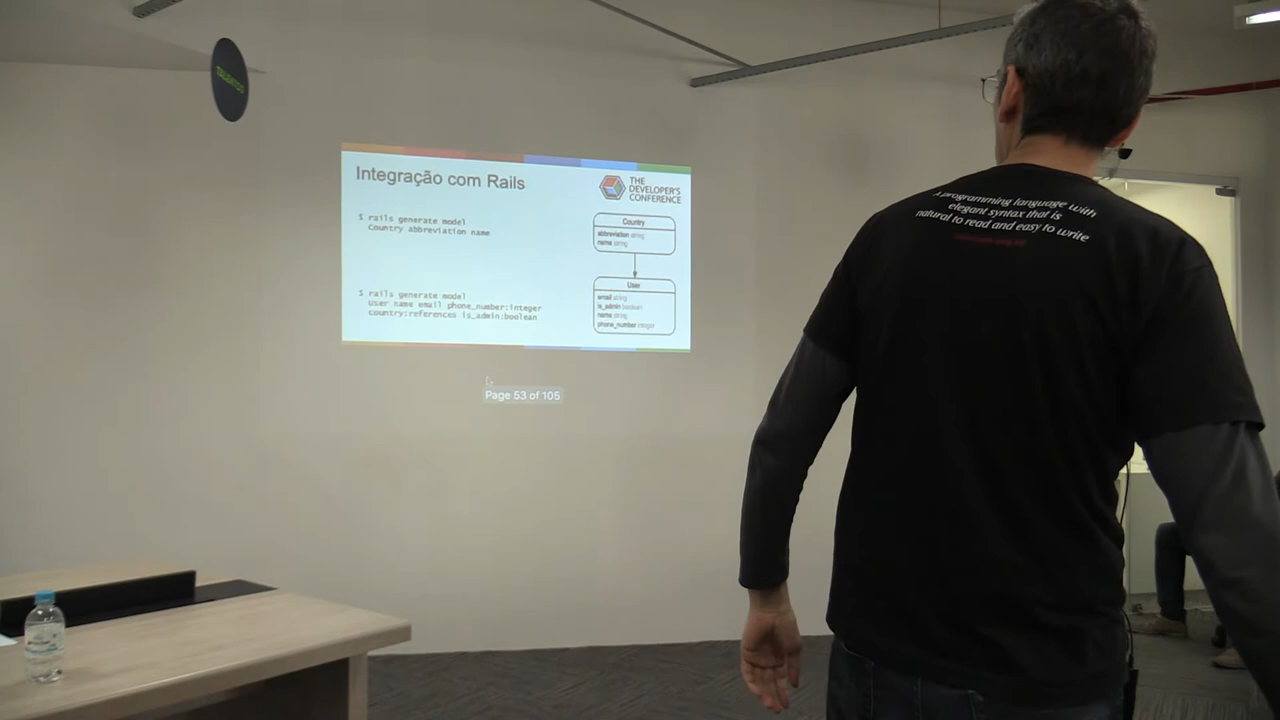 TALENTOS
Integração com Rails
THE
DEVELOPER'S
CONFERENCE
$ rails generate model
Country abbreviation name
Country
abbreviation string
name string
$ rails generate model
User name email phone_number:integer
country:references is_admin:boolean
User
email string
is_admin boolean
name string
phone_number integer
Page 53 of 105
A programming language with
elegant syntax that is
natural to read and easy to write